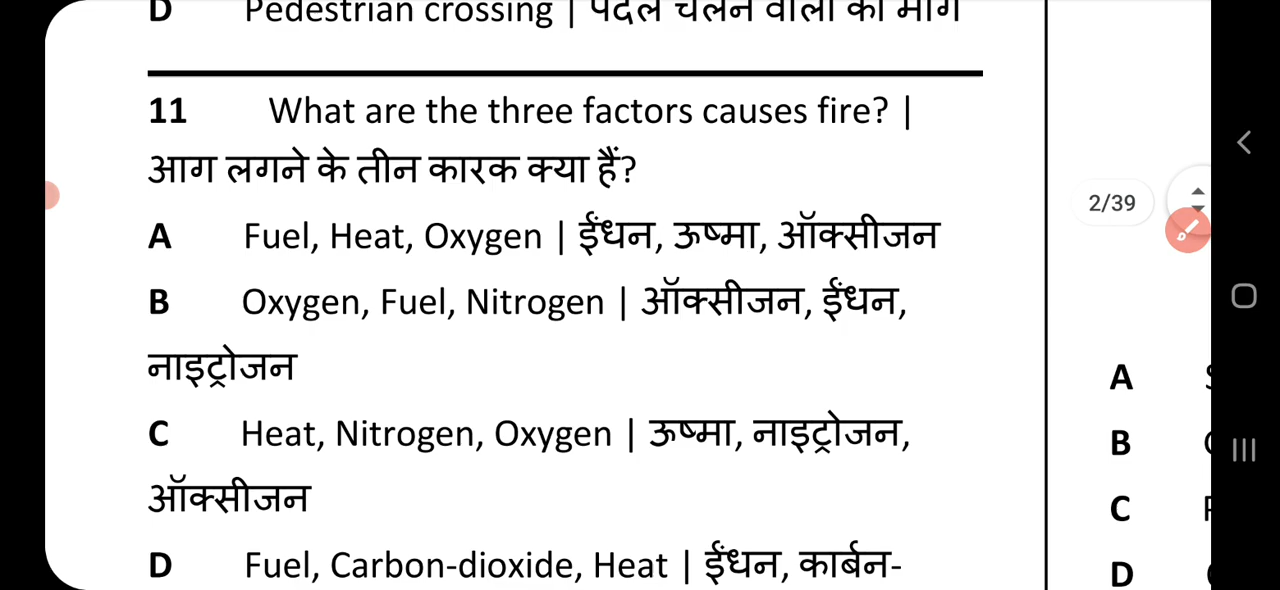 D Pedestrian crossing | पैदल चलने वालों का मार्ग
11 What are the three factors causes fire? |
आग लगने के तीन कारक क्या हैं?
A Fuel, Heat, Oxygen | ईंधन, ऊष्मा, ऑक्सीजन
2/39
B Oxygen, Fuel, Nitrogen | ऑक्सीजन, ईंधन,
नाइट्रोजन
C Heat, Nitrogen, Oxygen | ऊष्मा, नाइट्रोजन,
ऑक्सीजन
D Fuel, Carbon-dioxide, Heat | ईंधन, कार्बन-
A
B
C
D